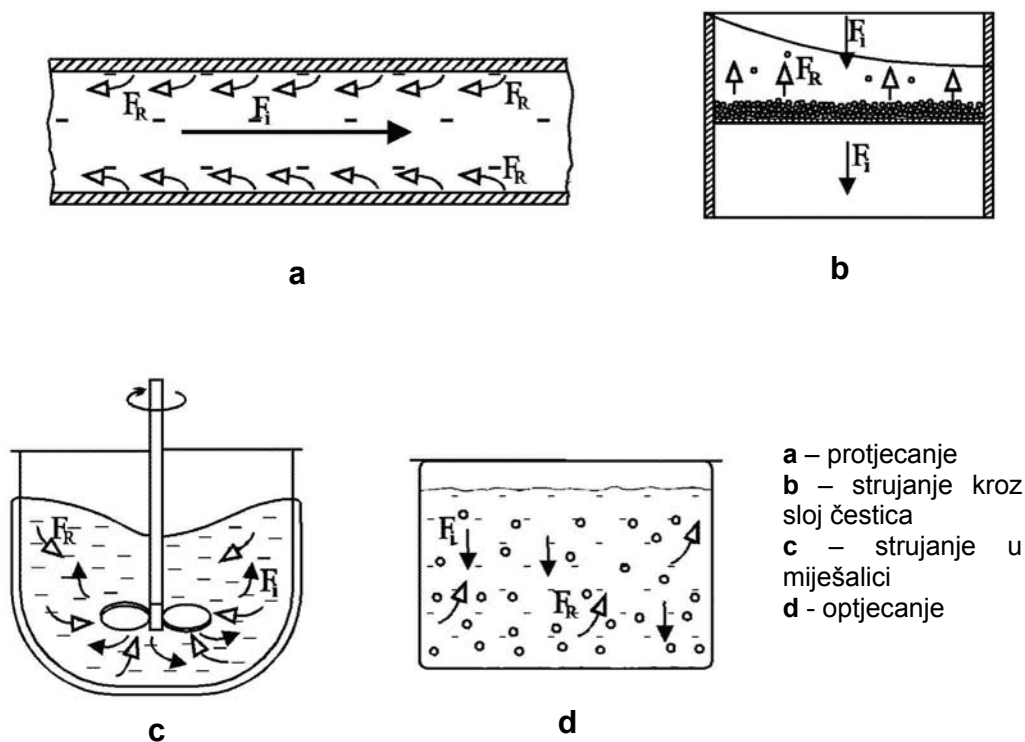 F_R
F_i
F_R
F_R
a
F_i
F_R
F_i
b
F_R
F_i
c
F_i
F_R
d
a – protjecanje
b – strujanje kroz
sloj čestica
c – strujanje u
miješalici
d - optjecanje